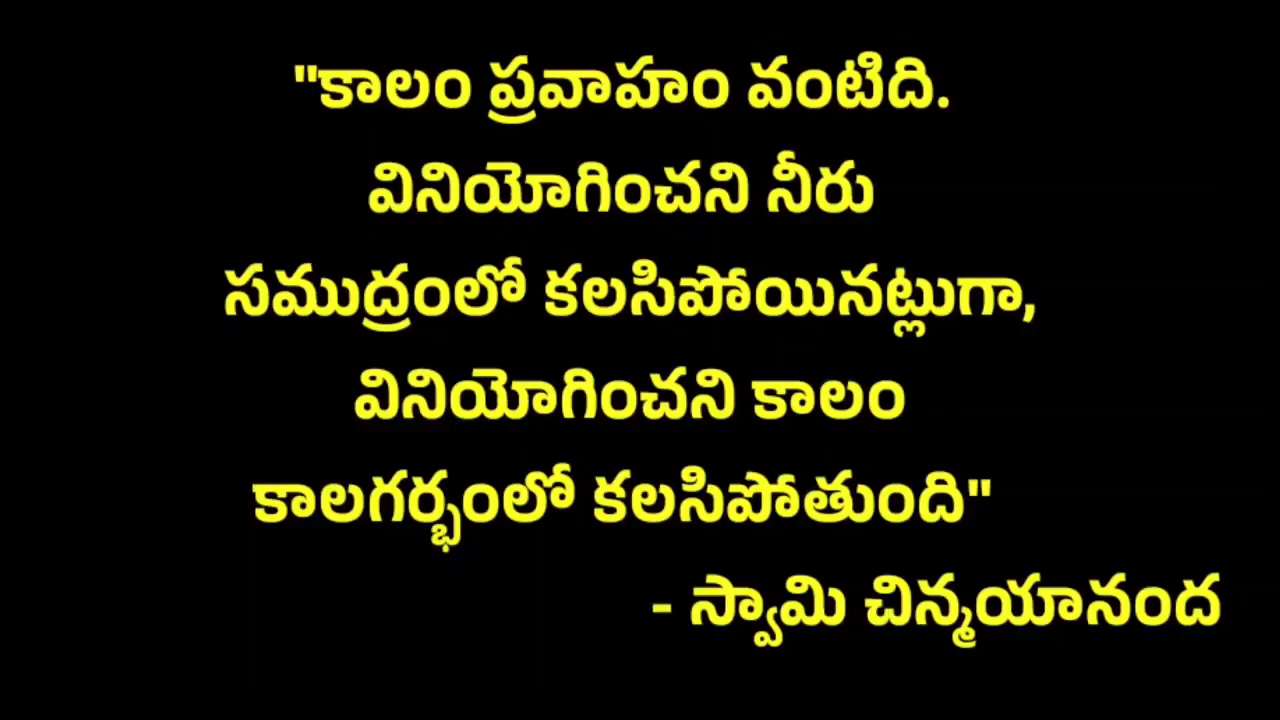 "కాలం ప్రవాహం వంటిది.
వినియోగించని నీరు
సముద్రంలో కలసిపోయినట్లుగా,
వినియోగించని కాలం
కాలగర్భంలో కలసిపోతుంది"
- స్వామి చిన్మయానంద